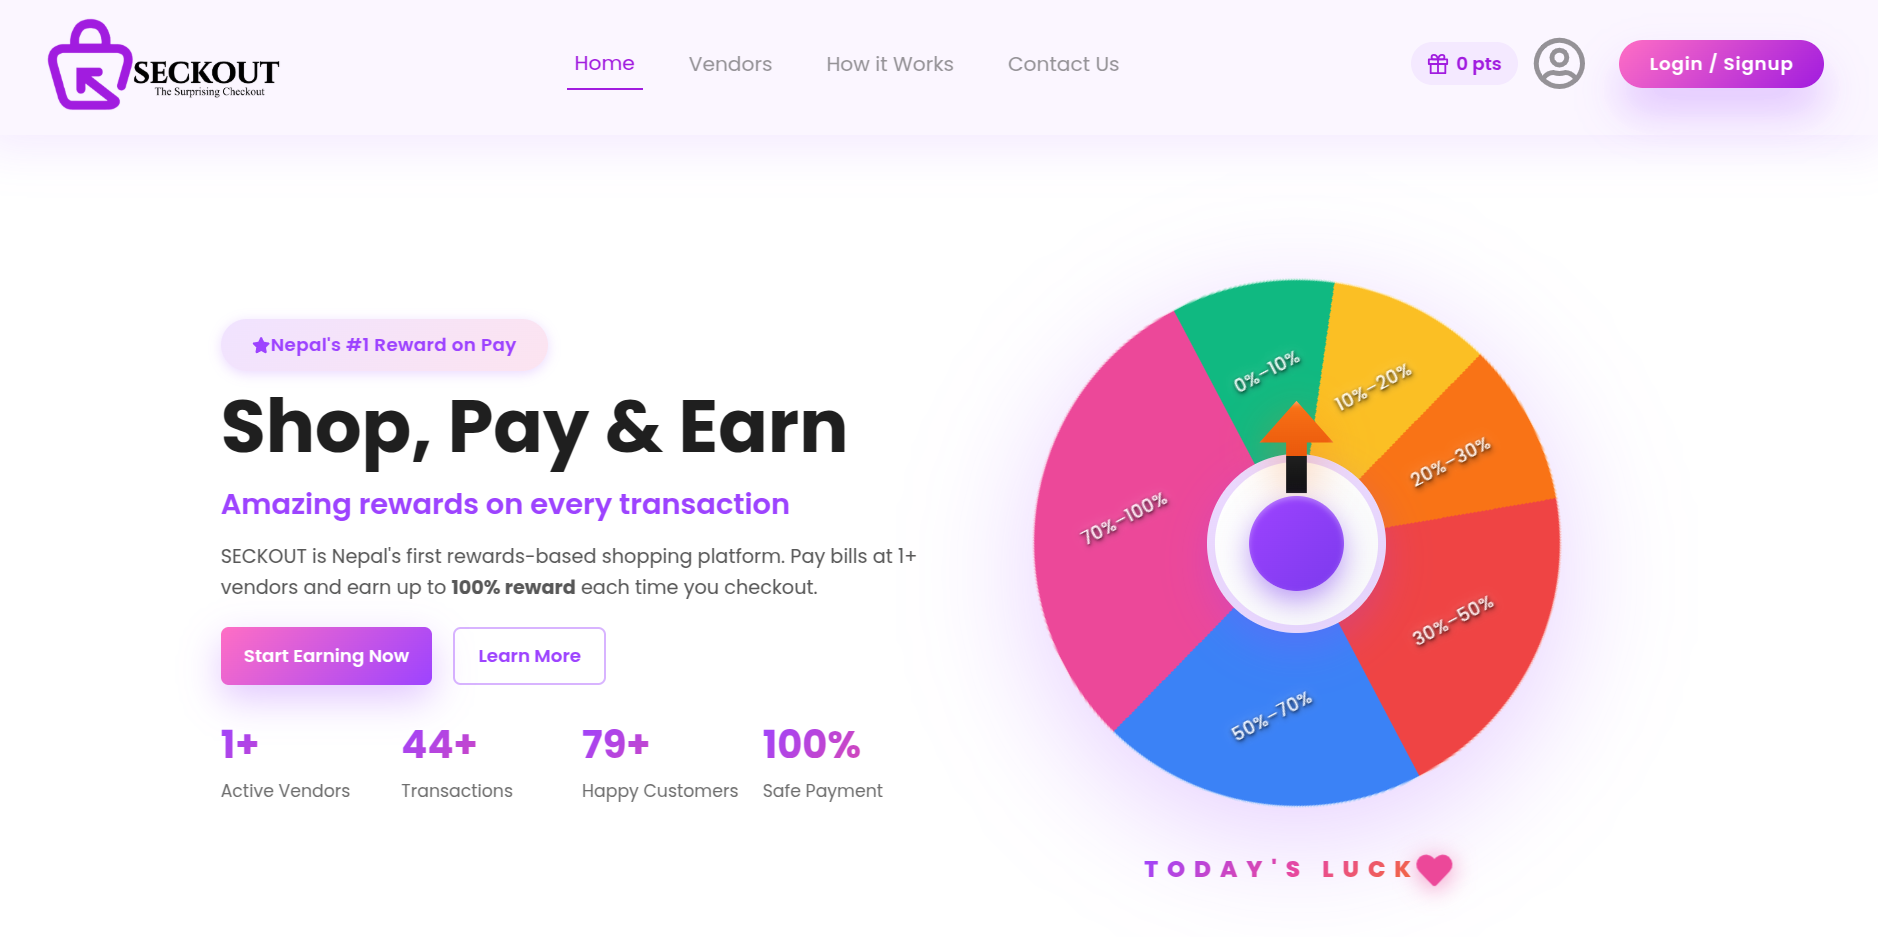 SECKOUT
The Surprising Checkout
Home
Vendors
How it Works
Contact Us
0 pts
Login / Signup
Nepal's #1 Reward on Pay
Shop, Pay & Earn
Amazing rewards on every transaction
SECKOUT is Nepal's first rewards-based shopping platform. Pay bills at 1+
vendors and earn up to 100% reward each time you checkout.
Start Earning Now
Learn More
1+
Active Vendors
44+
Transactions
79+
Happy Customers
100%
Safe Payment
0%–10%
10%–20%
20%–30%
30%–50%
50%–70%
70%–100%
TODAY'S LUCK